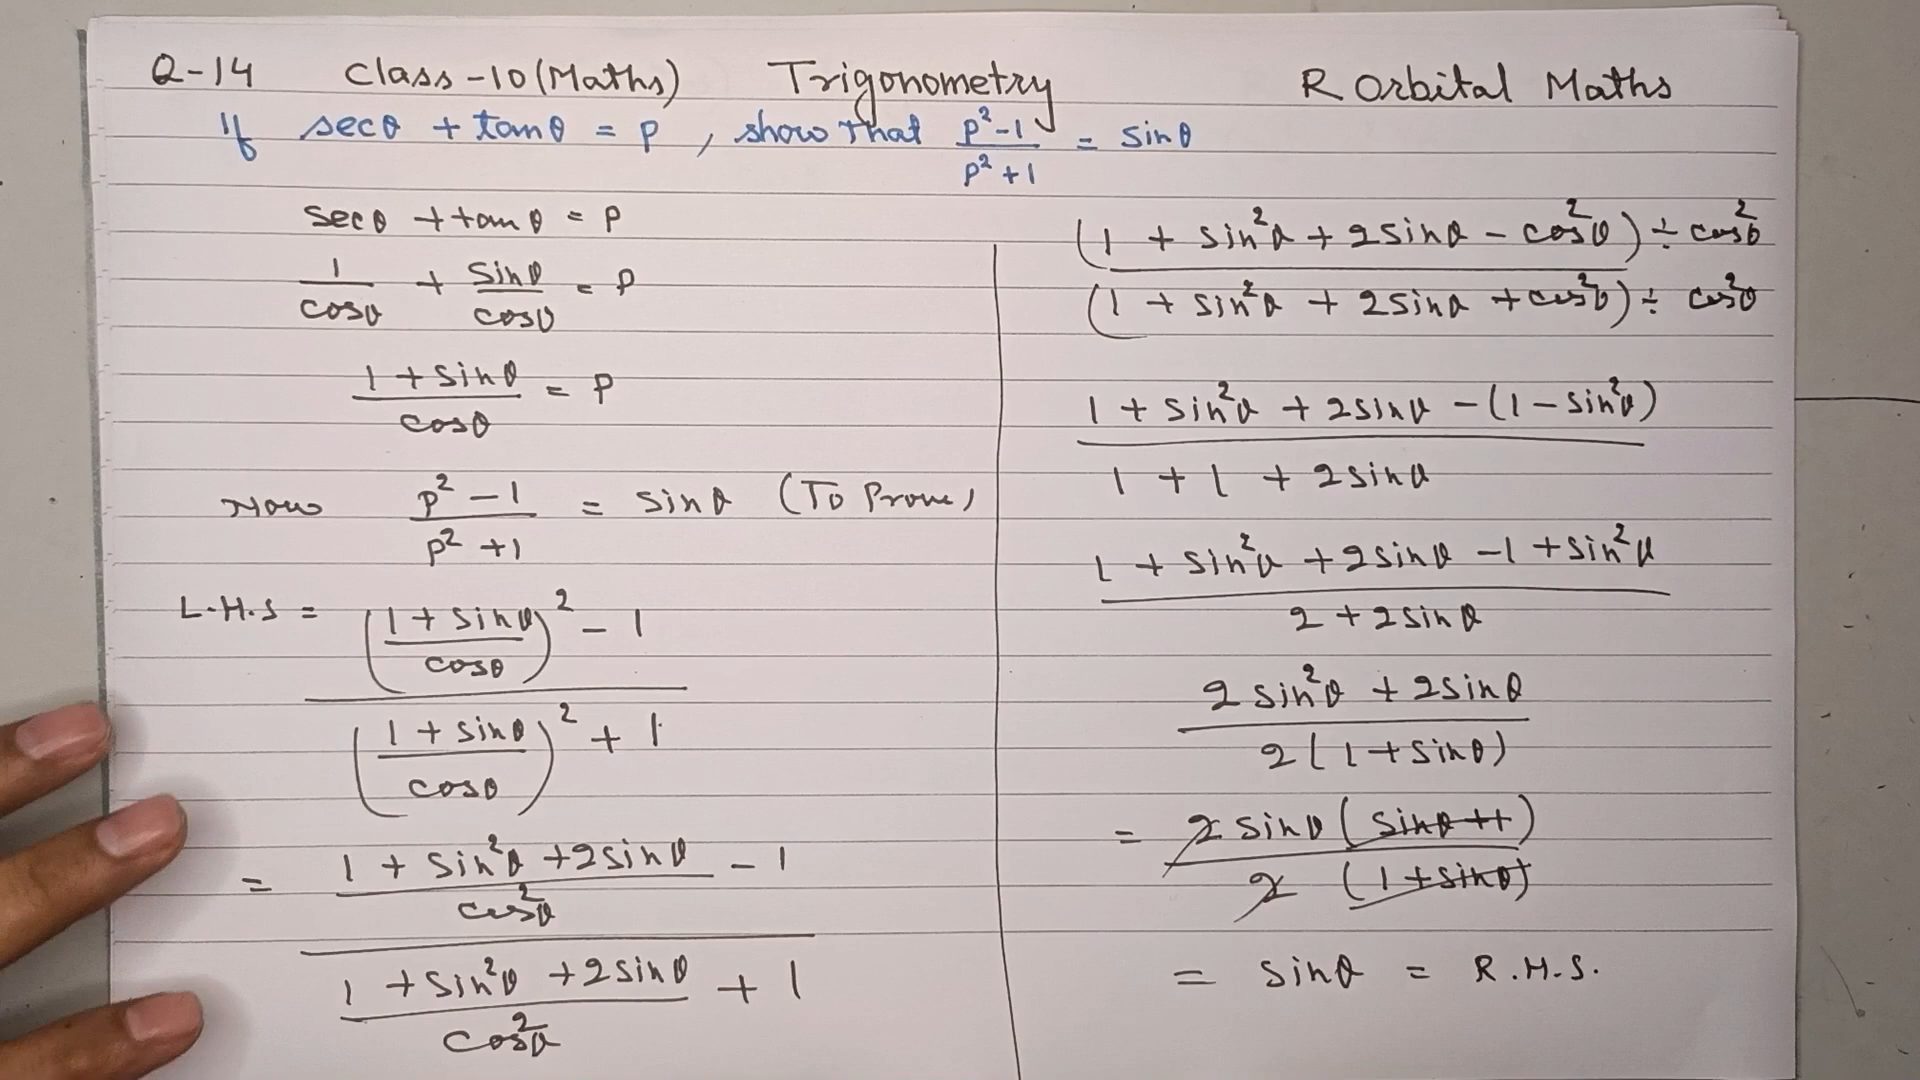 Q-14 Class-10 (Maths) Trigonometry R Orbital Maths
If secθ + tanθ = p, show that p²-1 / p²+1 = sinθ
secθ + tanθ = p
1/cosθ + sinθ/cosθ = p
1+sinθ / cosθ = p
Now p²-1 / p²+1 = sinθ (To Prove)
L.H.S = ((1+sinθ)/cosθ)² - 1
((1+sinθ)/cosθ)² + 1
= (1+sin²θ+2sinθ)/cos²θ - 1
(1+sin²θ+2sinθ)/cos²θ + 1
(1 + sin²θ + 2sinθ - cos²θ) ÷ cos²θ
(1 + sin²θ + 2sinθ + cos²θ) ÷ cos²θ
1 + sin²θ + 2sinθ - (1 - sin²θ)
1 + 1 + 2sinθ
1 + sin²θ + 2sinθ - 1 + sin²θ
2 + 2sinθ
2sin²θ + 2sinθ
2(1+sinθ)
= 2sinθ(sinθ+1)
2 (1+sinθ)
= sinθ = R.H.S.